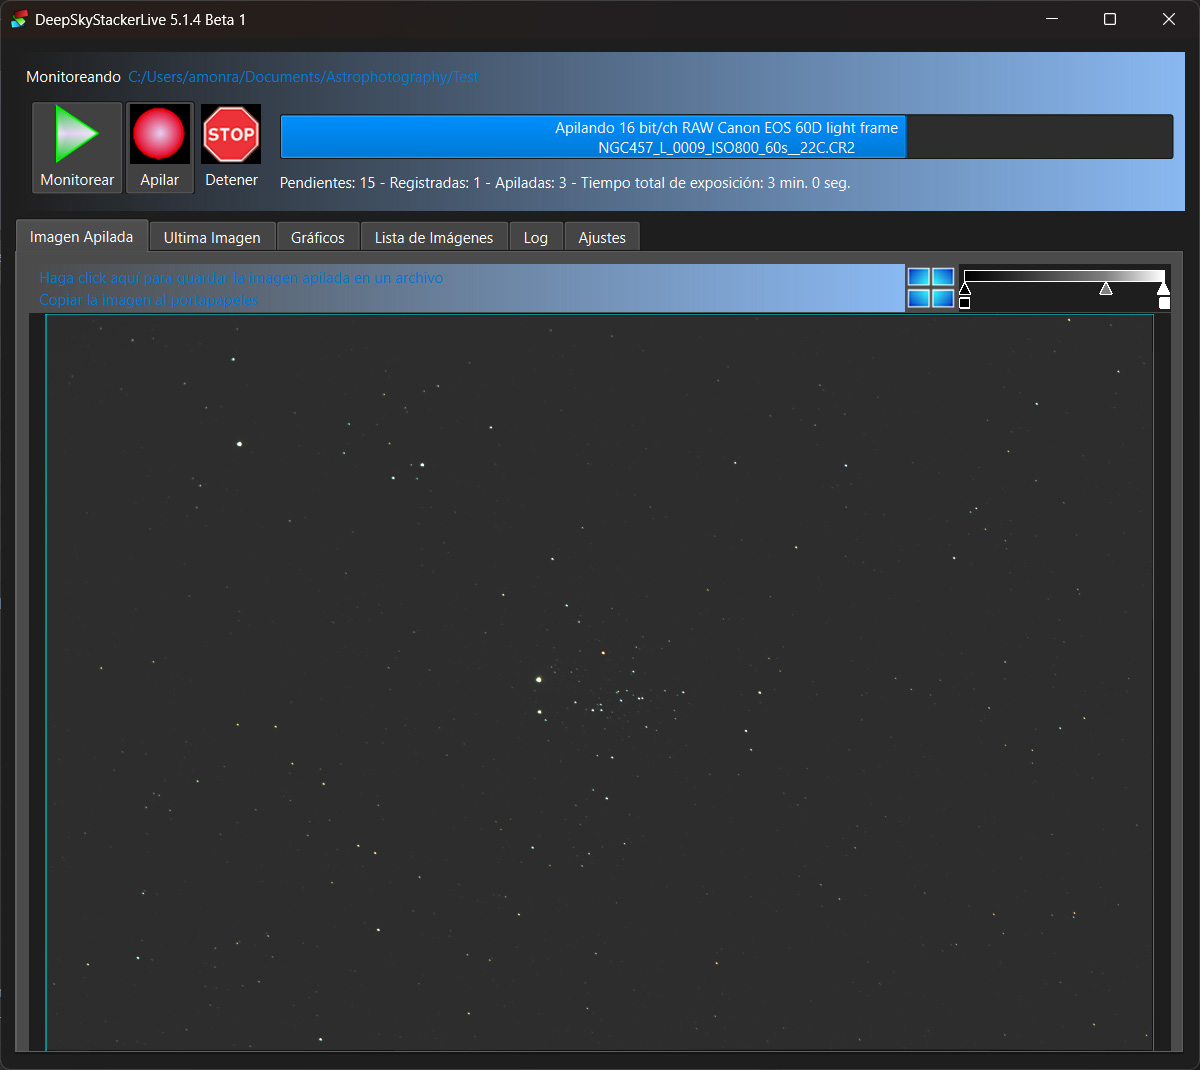 DeepSkyStackerLive 5.1.4 Beta 1
Monitoreando C:/Users/amonra/Documents/Astrophotography/Test
Monitorear
Apilar
STOP
Detener
Apilando 16 bit/ch RAW Canon EOS 60D light frame
NGC457_L_0009_ISO800_60s__22C.CR2
Pendientes: 15 - Registradas: 1 - Apiladas: 3 - Tiempo total de exposición: 3 min. 0 seg.
Imagen Apilada
Ultima Imagen
Gráficos
Lista de Imágenes
Log
Ajustes
Haga click aquí para guardar la imagen apilada en un archivo
Copiar la imagen al portapapeles